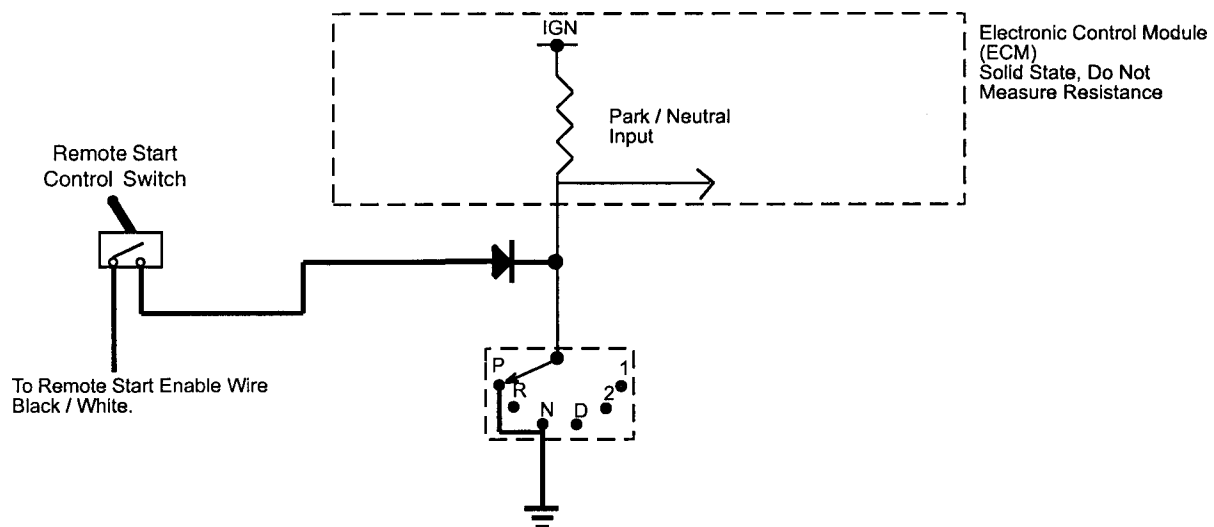 IGN
Electronic Control Module
(ECM)
Solid State, Do Not
Measure Resistance
Park / Neutral
Input
Remote Start
Control Switch
To Remote Start Enable Wire
Black / White.
P
R
N
D
2
1